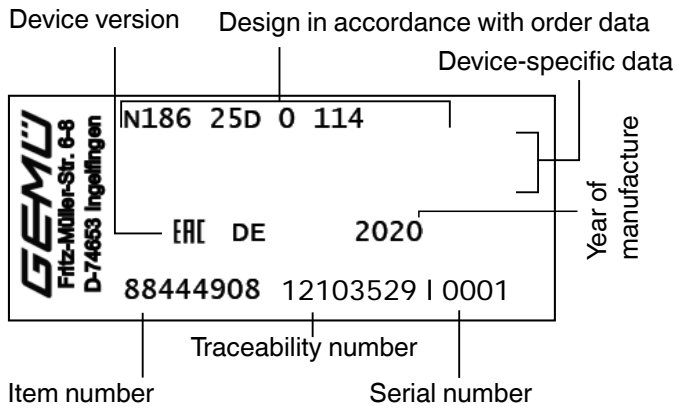 Device version
Design in accordance with order data
Device-specific data
GEMÜ
Fritz-Müller-Str. 6-8
D-74653 Ingelfingen
N186 25D 0 114
Year of
manufacture
EAC DE 2020
88444908 12103529 I 0001
Traceability number
Item number
Serial number